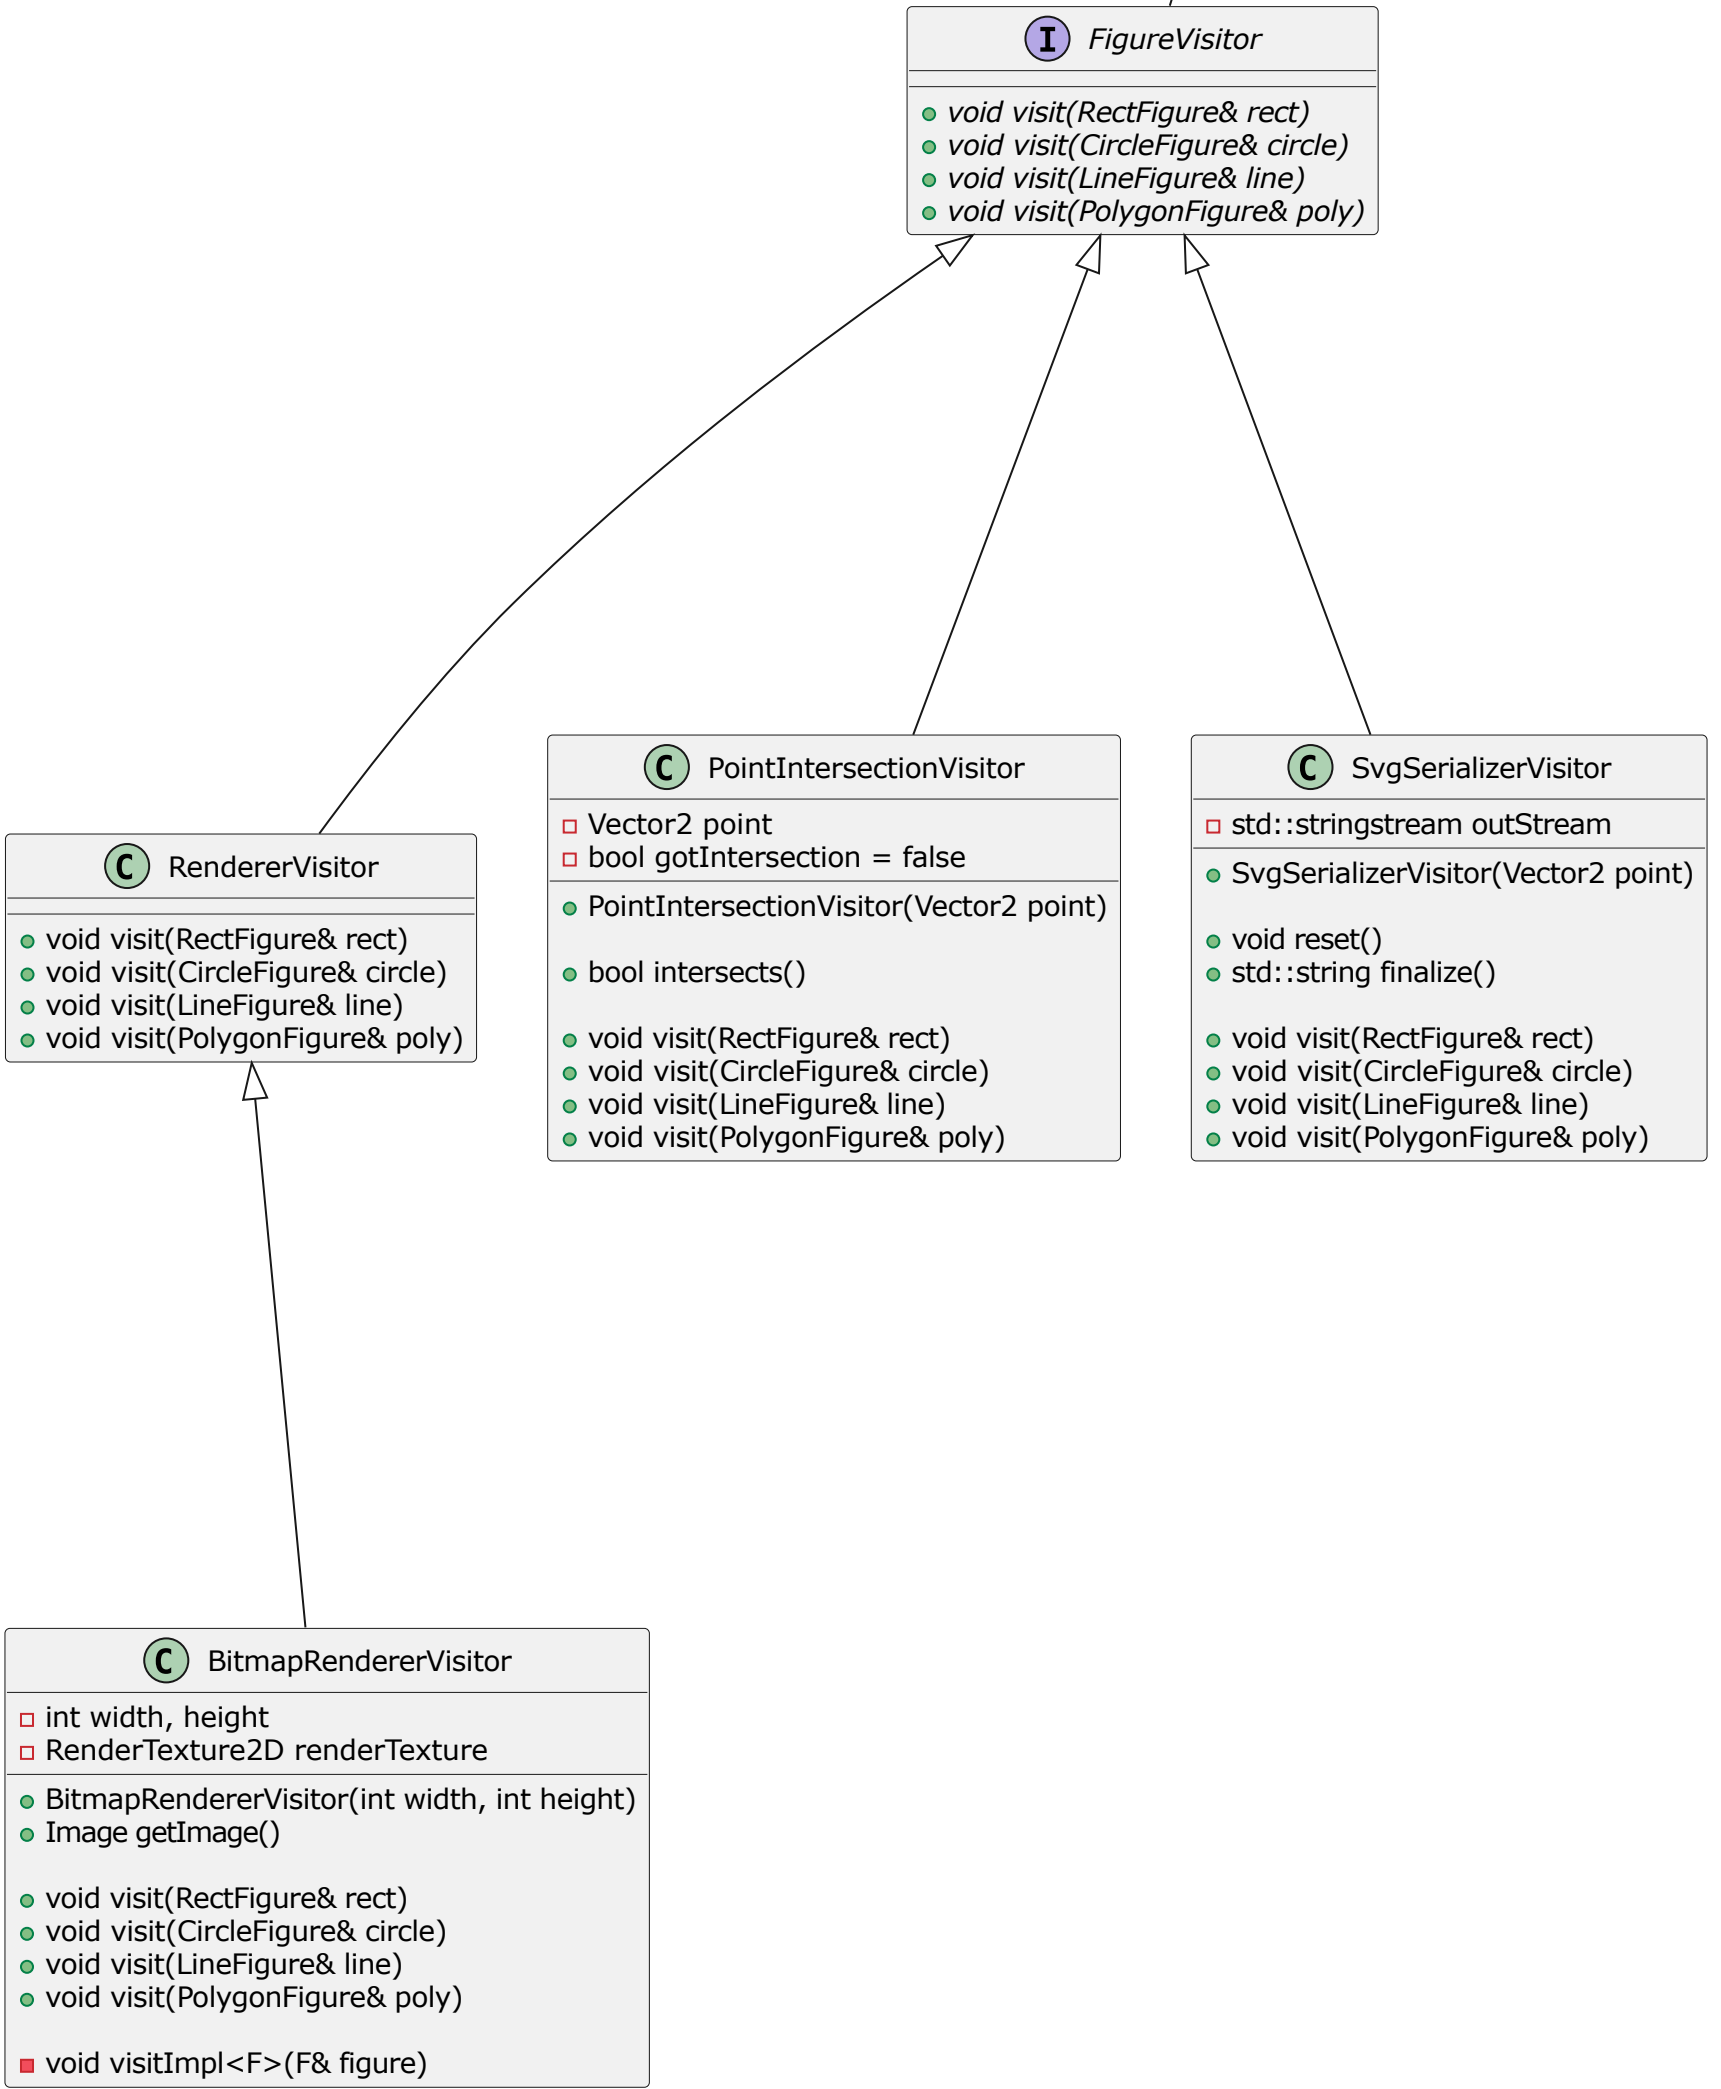 I FigureVisitor
void visit(RectFigure& rect)
void visit(CircleFigure& circle)
void visit(LineFigure& line)
void visit(PolygonFigure& poly)
C RendererVisitor
void visit(RectFigure& rect)
void visit(CircleFigure& circle)
void visit(LineFigure& line)
void visit(PolygonFigure& poly)
C PointIntersectionVisitor
Vector2 point
bool gotIntersection = false
PointIntersectionVisitor(Vector2 point)
bool intersects()
void visit(RectFigure& rect)
void visit(CircleFigure& circle)
void visit(LineFigure& line)
void visit(PolygonFigure& poly)
C SvgSerializerVisitor
std::stringstream outStream
SvgSerializerVisitor(Vector2 point)
void reset()
std::string finalize()
void visit(RectFigure& rect)
void visit(CircleFigure& circle)
void visit(LineFigure& line)
void visit(PolygonFigure& poly)
C BitmapRendererVisitor
int width, height
RenderTexture2D renderTexture
BitmapRendererVisitor(int width, int height)
Image getImage()
void visit(RectFigure& rect)
void visit(CircleFigure& circle)
void visit(LineFigure& line)
void visit(PolygonFigure& poly)
void visitImpl<F>(F& figure)